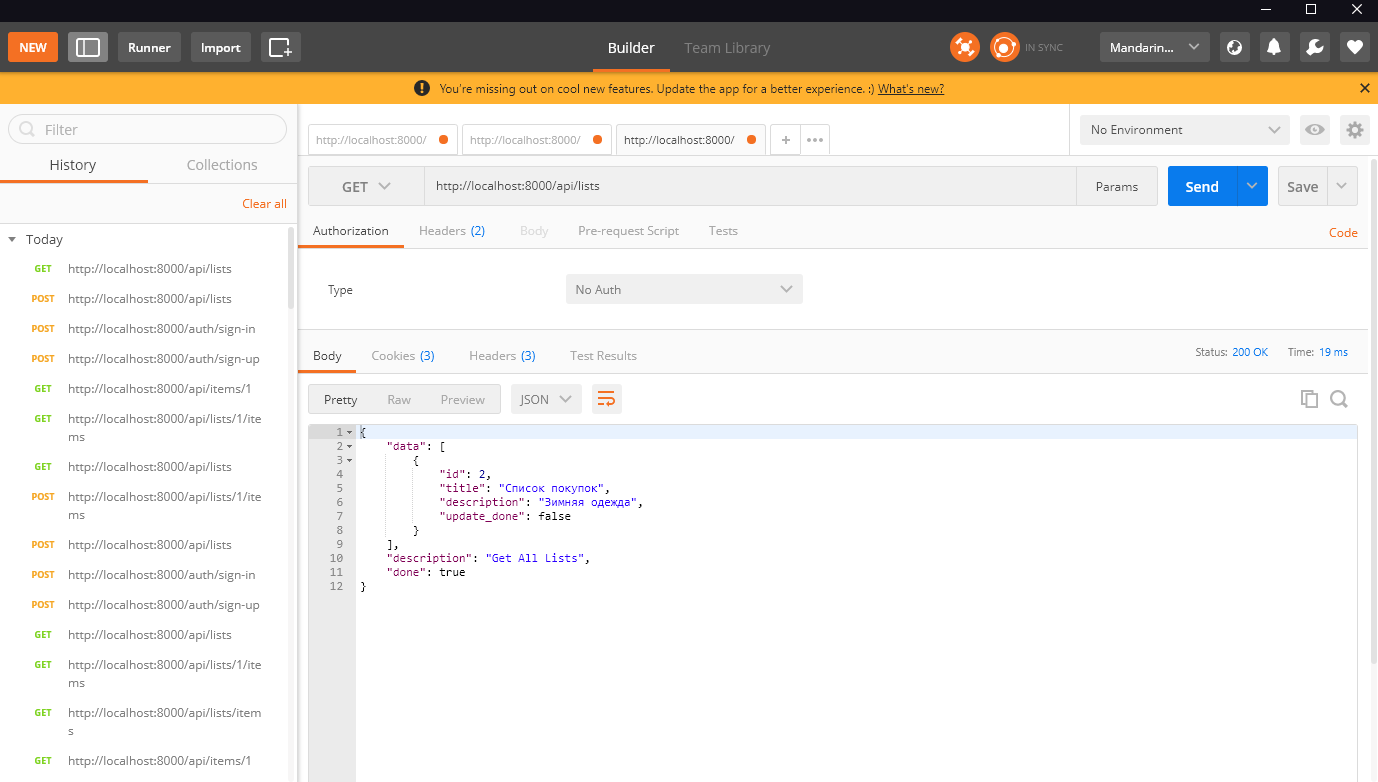 NEW
Runner
Import
Builder
Team Library
IN SYNC
Mandarin...
You're missing out on cool new features. Update the app for a better experience. :) What's new?
Filter
History
Collections
Clear all
Today
GET http://localhost:8000/api/lists
POST http://localhost:8000/api/lists
POST http://localhost:8000/auth/sign-in
POST http://localhost:8000/auth/sign-up
GET http://localhost:8000/api/items/1
GET http://localhost:8000/api/lists/1/ite
ms
GET http://localhost:8000/api/lists
POST http://localhost:8000/api/lists/1/ite
ms
POST http://localhost:8000/api/lists
POST http://localhost:8000/auth/sign-in
POST http://localhost:8000/auth/sign-up
GET http://localhost:8000/api/lists
GET http://localhost:8000/api/lists/1/ite
ms
GET http://localhost:8000/api/lists/item
s
GET http://localhost:8000/api/items/1
http://localhost:8000/
http://localhost:8000/
http://localhost:8000/
+
•••
No Environment
GET
http://localhost:8000/api/lists
Params
Send
Save
Authorization
Headers (2)
Body
Pre-request Script
Tests
Code
Type
No Auth
Body
Cookies (3)
Headers (3)
Test Results
Status: 200 OK
Time: 19 ms
Pretty
Raw
Preview
JSON
1 {
2 "data": [
3 {
4 "id": 2,
5 "title": "Список покупок",
6 "description": "Зимняя одежда",
7 "update_done": false
8 }
9 ],
10 "description": "Get All Lists",
11 "done": true
12 }